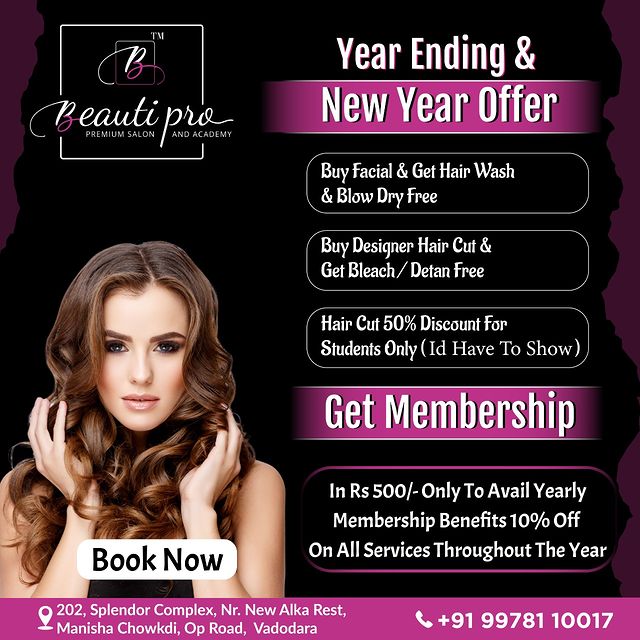 B
TM
Beauti pro
PREMIUM SALON AND ACADEMY
Year Ending &
New Year Offer
Buy Facial & Get Hair Wash
& Blow Dry Free
Buy Designer Hair Cut &
Get Bleach / Detan Free
Hair Cut 50% Discount For
Students Only ( Id Have To Show )
Get Membership
In Rs 500/- Only To Avail Yearly
Membership Benefits 10% Off
On All Services Throughout The Year
Book Now
202, Splendor Complex, Nr. New Alka Rest,
Manisha Chowkdi, Op Road, Vadodara
+91 99781 10017